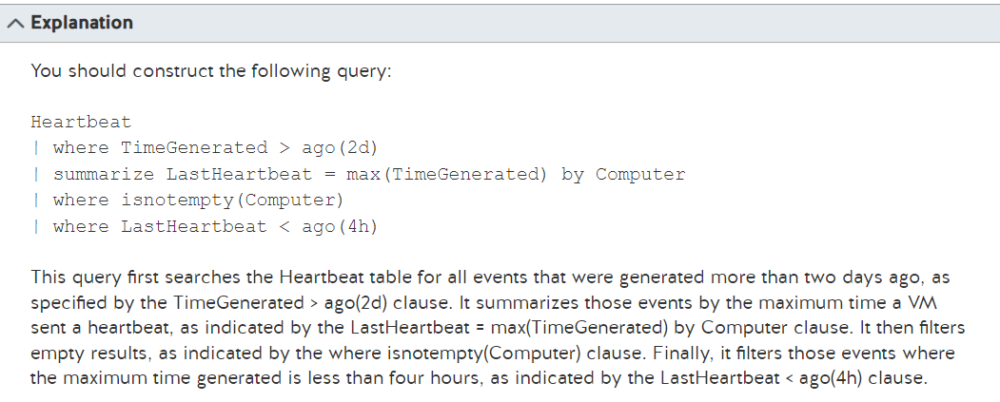 Explanation
You should construct the following query:
Heartbeat
| where TimeGenerated > ago(2d)
| summarize LastHeartbeat = max(TimeGenerated) by Computer
| where isnotempty(Computer)
| where LastHeartbeat < ago(4h)
This query first searches the Heartbeat table for all events that were generated more than two days ago, as
specified by the TimeGenerated > ago(2d) clause. It summarizes those events by the maximum time a VM
sent a heartbeat, as indicated by the LastHeartbeat = max(TimeGenerated) by Computer clause. It then filters
empty results, as indicated by the where isnotempty(Computer) clause. Finally, it filters those events where
the maximum time generated is less than four hours, as indicated by the LastHeartbeat < ago(4h) clause.